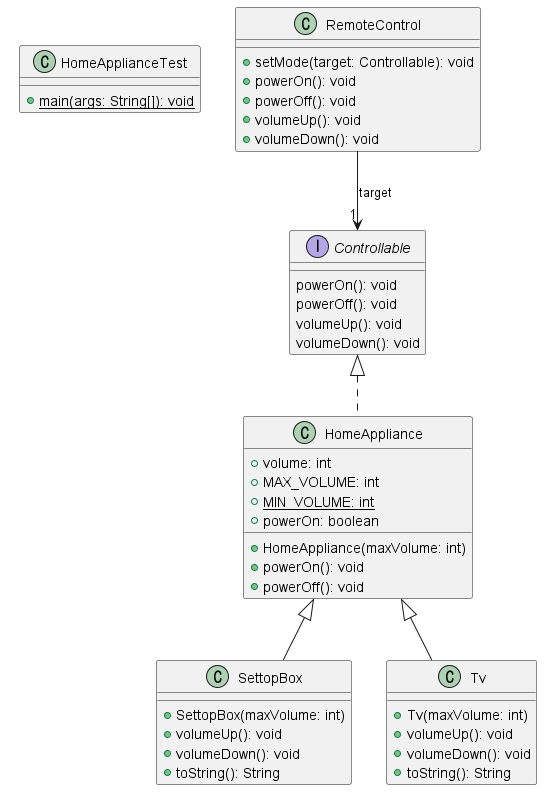 C HomeApplianceTest
main(args: String[]): void
C RemoteControl
setMode(target: Controllable): void
powerOn(): void
powerOff(): void
volumeUp(): void
volumeDown(): void
target
1
I Controllable
powerOn(): void
powerOff(): void
volumeUp(): void
volumeDown(): void
C HomeAppliance
volume: int
MAX_VOLUME: int
MIN_VOLUME: int
powerOn: boolean
HomeAppliance(maxVolume: int)
powerOn(): void
powerOff(): void
C SettopBox
SettopBox(maxVolume: int)
volumeUp(): void
volumeDown(): void
toString(): String
C Tv
Tv(maxVolume: int)
volumeUp(): void
volumeDown(): void
toString(): String